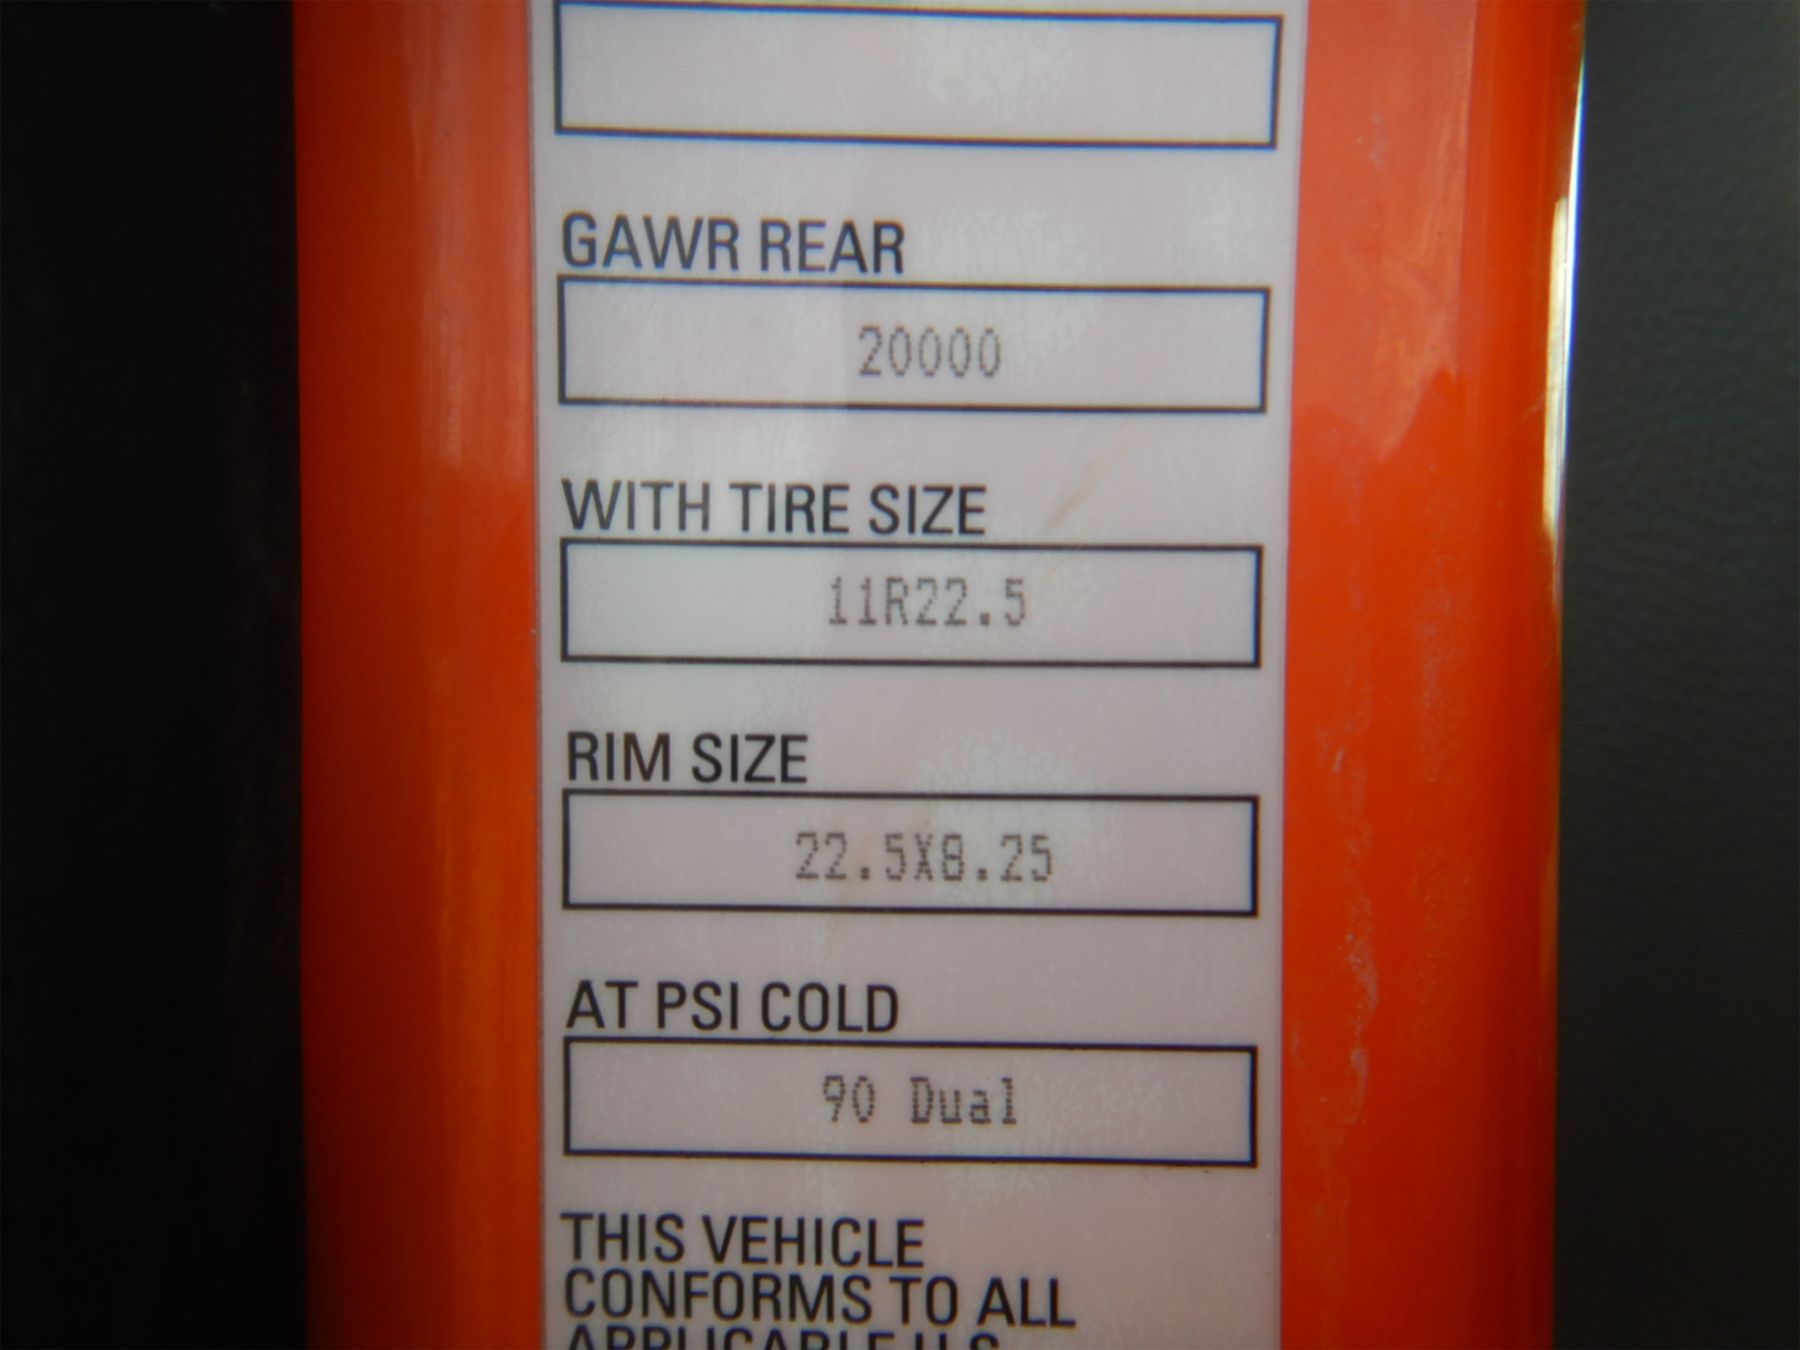 GAWR REAR
20000
WITH TIRE SIZE
11R22.5
RIM SIZE
22.5X8.25
AT PSI COLD
90 Dual
THIS VEHICLE
CONFORMS TO ALL
APPLICABLE U.S.